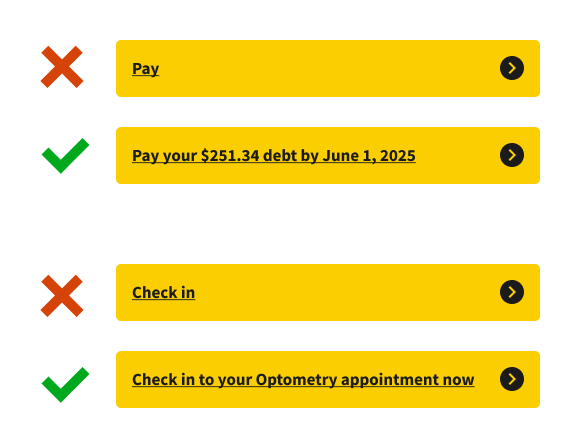 Pay
Pay your $251.34 debt by June 1, 2025
Check in
Check in to your Optometry appointment now